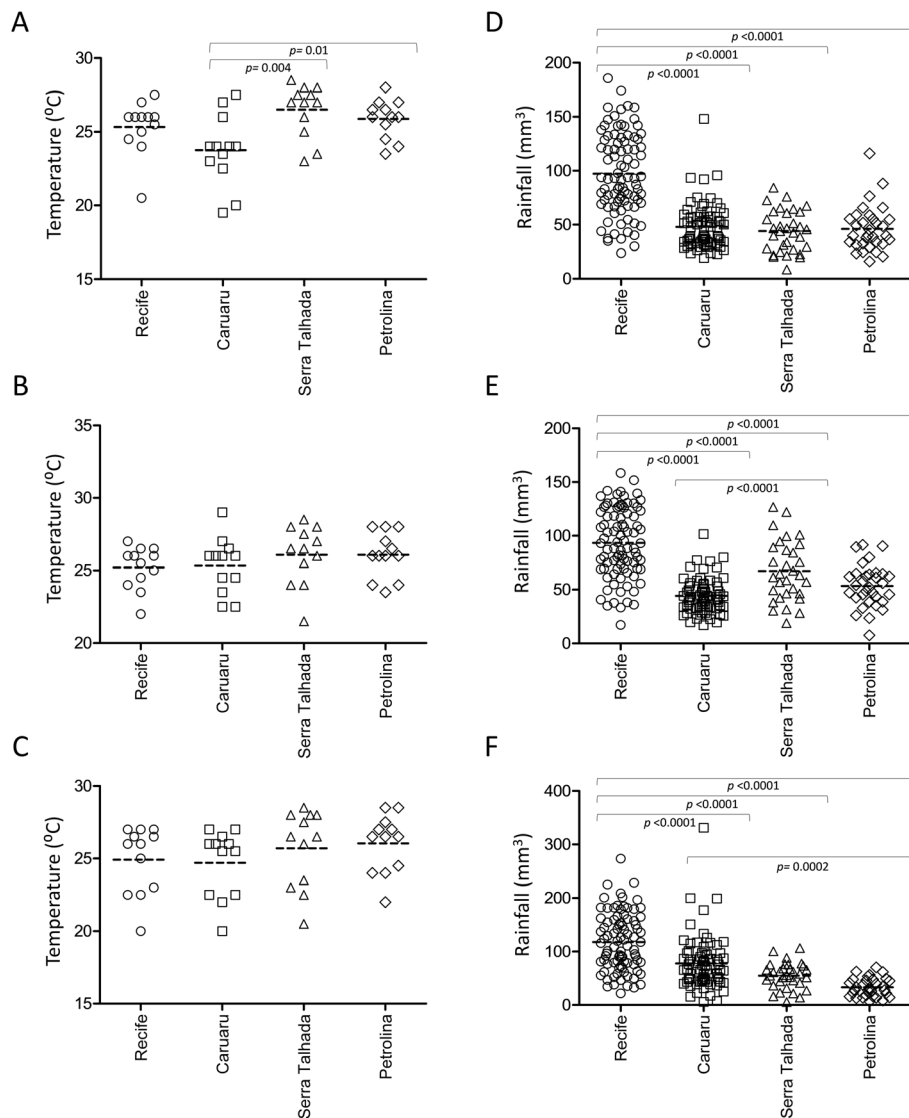 A
p= 0.01
p= 0.004
30
25
20
15
Temperature (⁰C)
Recife
Caruaru
Serra Talhada
Petrolina
D
p <0.0001
p <0.0001
p <0.0001
200
150
100
50
0
Rainfall (mm³)
Recife
Caruaru
Serra Talhada
Petrolina
B
35
30
25
20
Temperature (⁰C)
Recife
Caruaru
Serra Talhada
Petrolina
E
p <0.0001
p <0.0001
p <0.0001
p <0.0001
200
150
100
50
0
Rainfall (mm³)
Recife
Caruaru
Serra Talhada
Petrolina
C
30
25
20
15
Temperature (⁰C)
Recife
Caruaru
Serra Talhada
Petrolina
F
p <0.0001
p <0.0001
p <0.0001
p= 0.0002
400
300
200
100
0
Rainfall (mm³)
Recife
Caruaru
Serra Talhada
Petrolina